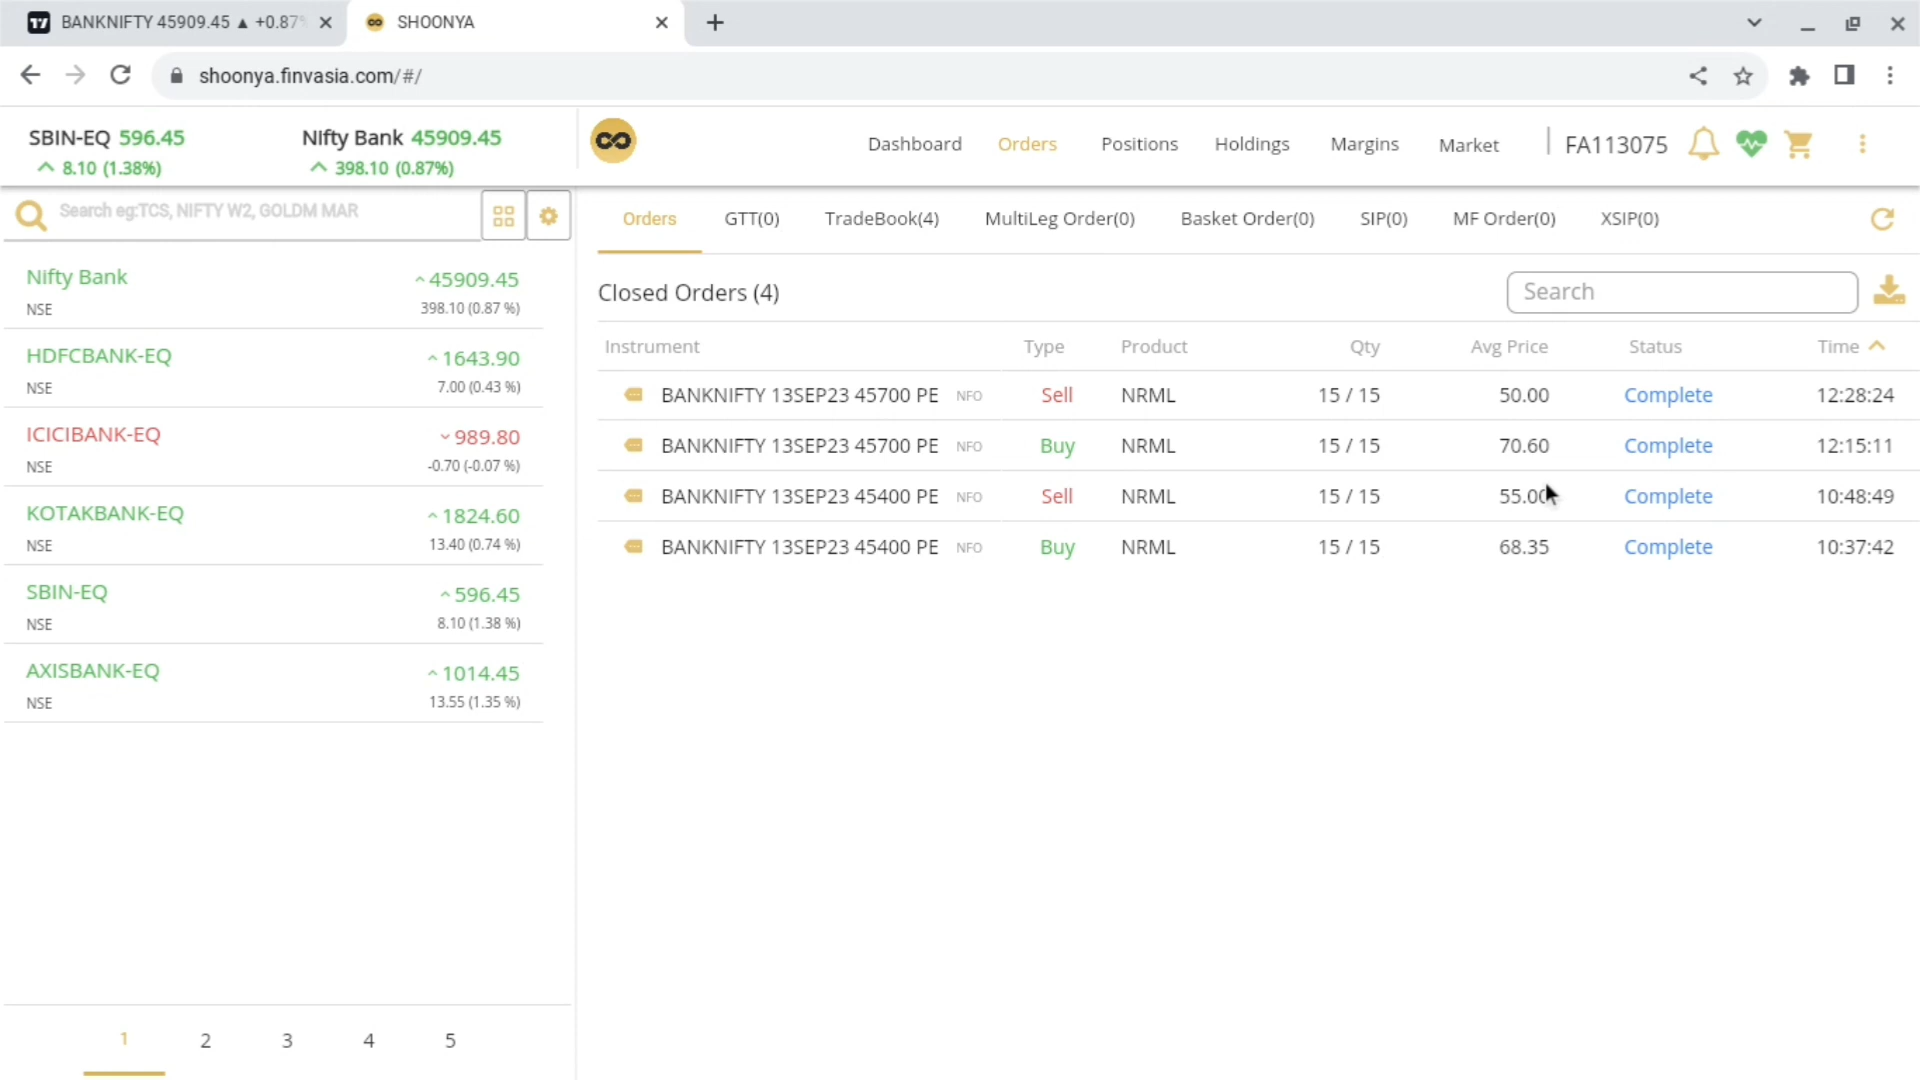 BANKNIFTY 45909.45 ▲ +0.87%
SHOONYA
shoonya.finvasia.com/#/
SBIN-EQ 596.45
8.10 (1.38%)
Nifty Bank 45909.45
398.10 (0.87%)
Dashboard
Orders
Positions
Holdings
Margins
Market
FA113075
Search eg:TCS, NIFTY W2, GOLDM MAR
Nifty Bank 45909.45
NSE 398.10 (0.87 %)
HDFCBANK-EQ 1643.90
NSE 7.00 (0.43 %)
ICICIBANK-EQ 989.80
NSE -0.70 (-0.07 %)
KOTAKBANK-EQ 1824.60
NSE 13.40 (0.74 %)
SBIN-EQ 596.45
NSE 8.10 (1.38 %)
AXISBANK-EQ 1014.45
NSE 13.55 (1.35 %)
1 2 3 4 5
Orders GTT(0) TradeBook(4) MultiLeg Order(0) Basket Order(0) SIP(0) MF Order(0) XSIP(0)
Closed Orders (4)
Search
Instrument Type Product Qty Avg Price Status Time
BANKNIFTY 13SEP23 45700 PE NFO Sell NRML 15 / 15 50.00 Complete 12:28:24
BANKNIFTY 13SEP23 45700 PE NFO Buy NRML 15 / 15 70.60 Complete 12:15:11
BANKNIFTY 13SEP23 45400 PE NFO Sell NRML 15 / 15 55.00 Complete 10:48:49
BANKNIFTY 13SEP23 45400 PE NFO Buy NRML 15 / 15 68.35 Complete 10:37:42